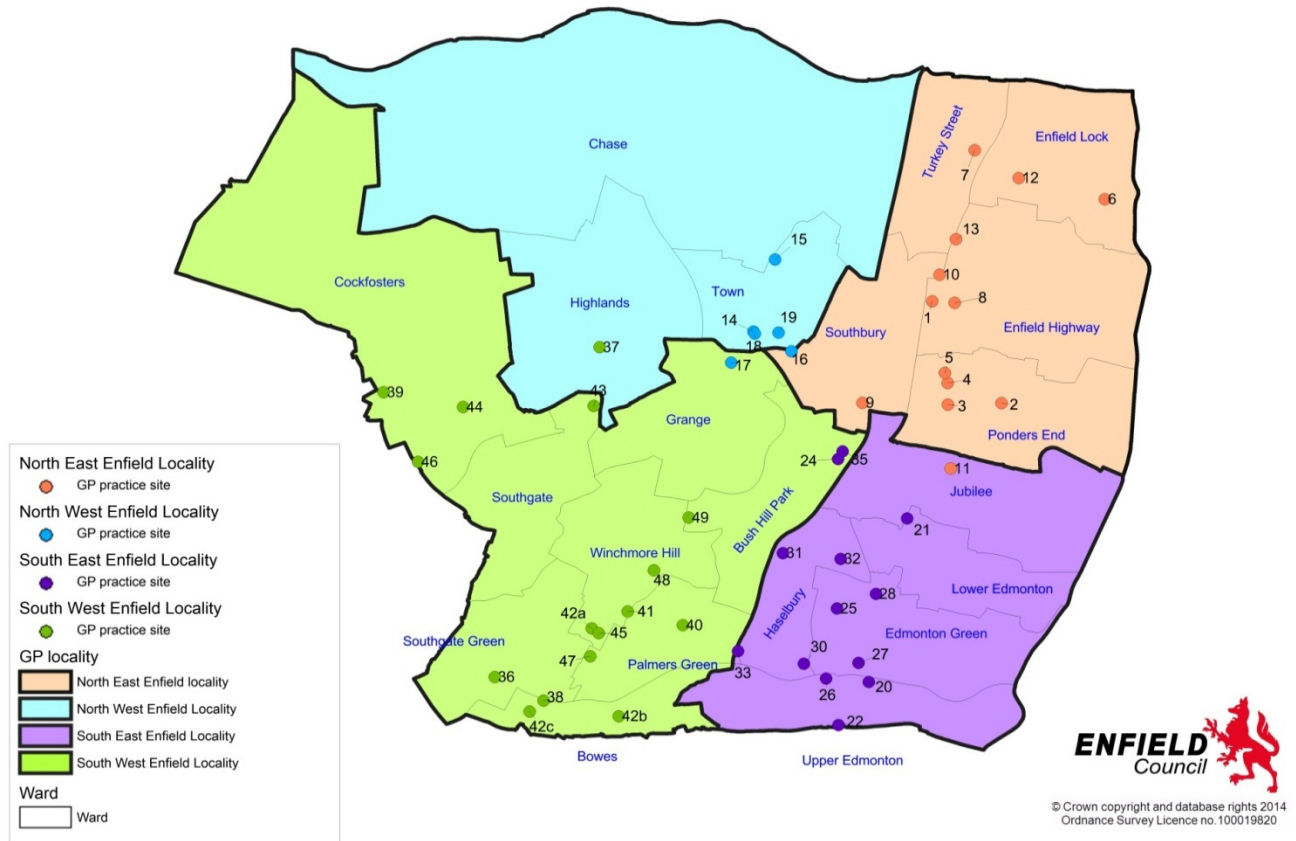 Chase
Turkey Street
Enfield Lock
7
12
6
13
15
10
Cockfosters
Town
8
Highlands
14
19
1
Southbury
Enfield Highway
18
37
16
17
5
4
39
43
9
3
2
44
Grange
Ponders End
24
35
46
11
Jubilee
Southgate
Bush Hill Park
49
21
Winchmore Hill
31
32
48
Lower Edmonton
28
Haselbury
25
42a
41
45
40
Edmonton Green
Southgate Green
47
Palmers Green
30
27
33
36
26
20
38
42c
42b
22
Bowes
Upper Edmonton
North East Enfield Locality
GP practice site
North West Enfield Locality
GP practice site
South East Enfield Locality
GP practice site
South West Enfield Locality
GP practice site
GP locality
North East Enfield locality
North West Enfield Locality
South East Enfield Locality
South West Enfield Locality
Ward
Ward
ENFIELD
Council
© Crown copyright and database rights 2014
Ordnance Survey Licence no.100019820